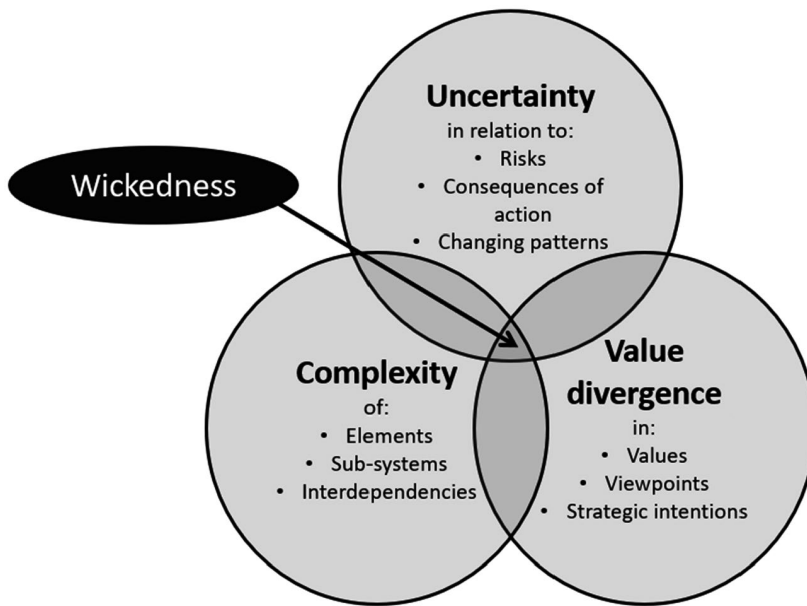 Uncertainty
in relation to:
• Risks
• Consequences of
action
• Changing patterns
Wickedness
Complexity
of:
• Elements
• Sub-systems
• Interdependencies
Value
divergence
in:
• Values
• Viewpoints
• Strategic intentions